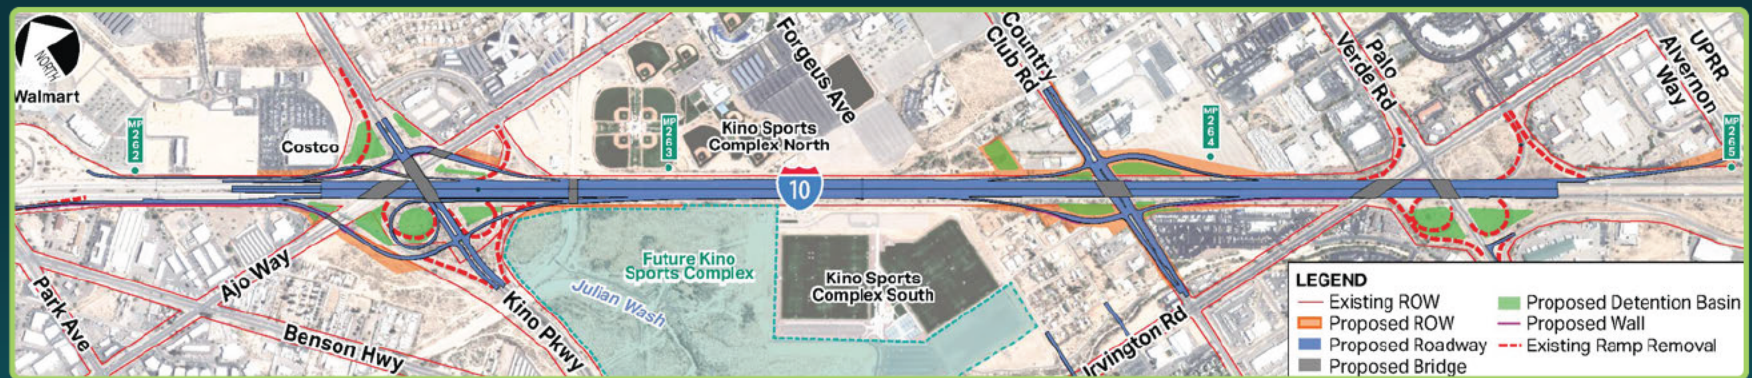 NORTH
Walmart
MP
262
Costco
Park Ave
Ajo Way
Benson Hwy
Kino Pkwy
Forgeus Ave
MP
263
Kino Sports
Complex North
10
Future Kino
Sports Complex
Julian Wash
Kino Sports
Complex South
Country
Club Rd
MP
264
Irvington Rd
Palo
Verde Rd
UPRR
Alvernon
Way
MP
265
LEGEND
Existing ROW
Proposed ROW
Proposed Roadway
Proposed Bridge
Proposed Detention Basin
Proposed Wall
Existing Ramp Removal